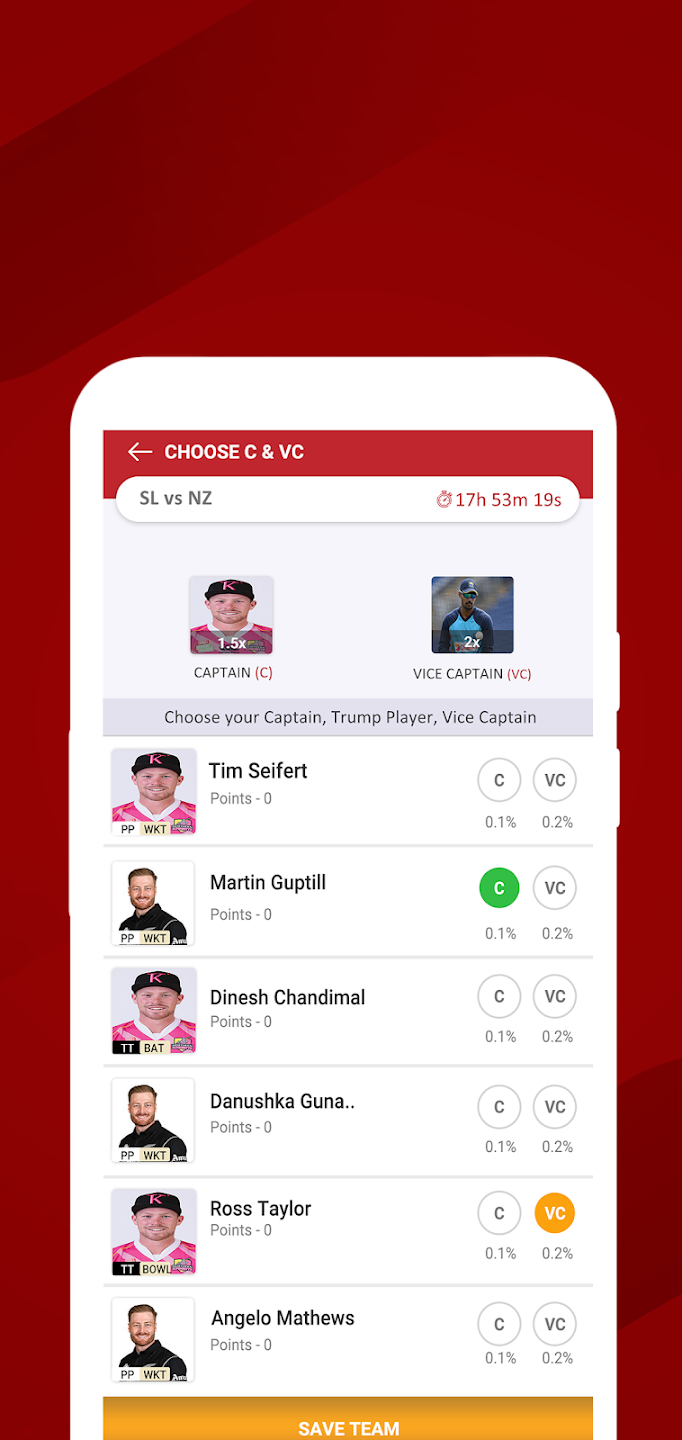 CHOOSE C & VC
SL vs NZ 17h 53m 19s
K
1.5x 2x
CAPTAIN (C) VICE CAPTAIN (VC)
Choose your Captain, Trump Player, Vice Captain
K
Tim Seifert C VC
Points - 0
PP WKT 0.1% 0.2%
Martin Guptill C VC
Points - 0
PP WKT 0.1% 0.2%
K
Dinesh Chandimal C VC
Points - 0
TT BAT 0.1% 0.2%
Danushka Guna.. C VC
Points - 0
PP WKT 0.1% 0.2%
K
Ross Taylor C VC
Points - 0
TT BOWL 0.1% 0.2%
Angelo Mathews C VC
Points - 0
PP WKT 0.1% 0.2%
SAVE TEAM